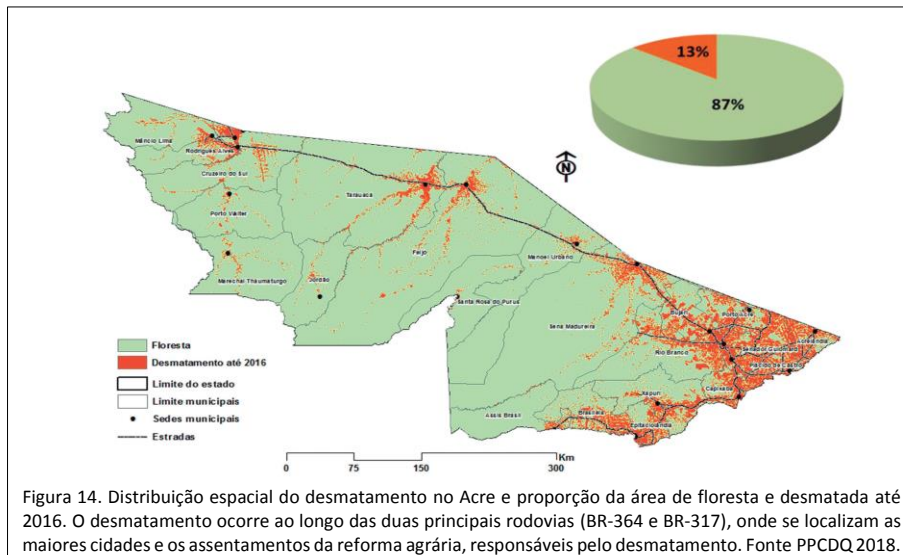 13%
87%
N
Mâncio Lima
Rodrigues Alves
Cruzeiro do Sul
Tarauacá
Porto Walter
Feijó
Manoel Urbano
Marechal Thaumaturgo
Jordão
Santa Rosa do Purus
Bujari
Porto Acre
Sena Madureira
Senador Guiomard
Acrelândia
Rio Branco
Plácido de Castro
Capixaba
Xapuri
Assis Brasil
Brasiléia
Epitaciolândia
Floresta
Desmatamento até 2016
Limite do estado
Limite municipais
Sedes municipais
Estradas
Km
0 75 150 300
Figura 14. Distribuição espacial do desmatamento no Acre e proporção da área de floresta e desmatada até
2016. O desmatamento ocorre ao longo das duas principais rodovias (BR-364 e BR-317), onde se localizam as
maiores cidades e os assentamentos da reforma agrária, responsáveis pelo desmatamento. Fonte PPCDQ 2018.